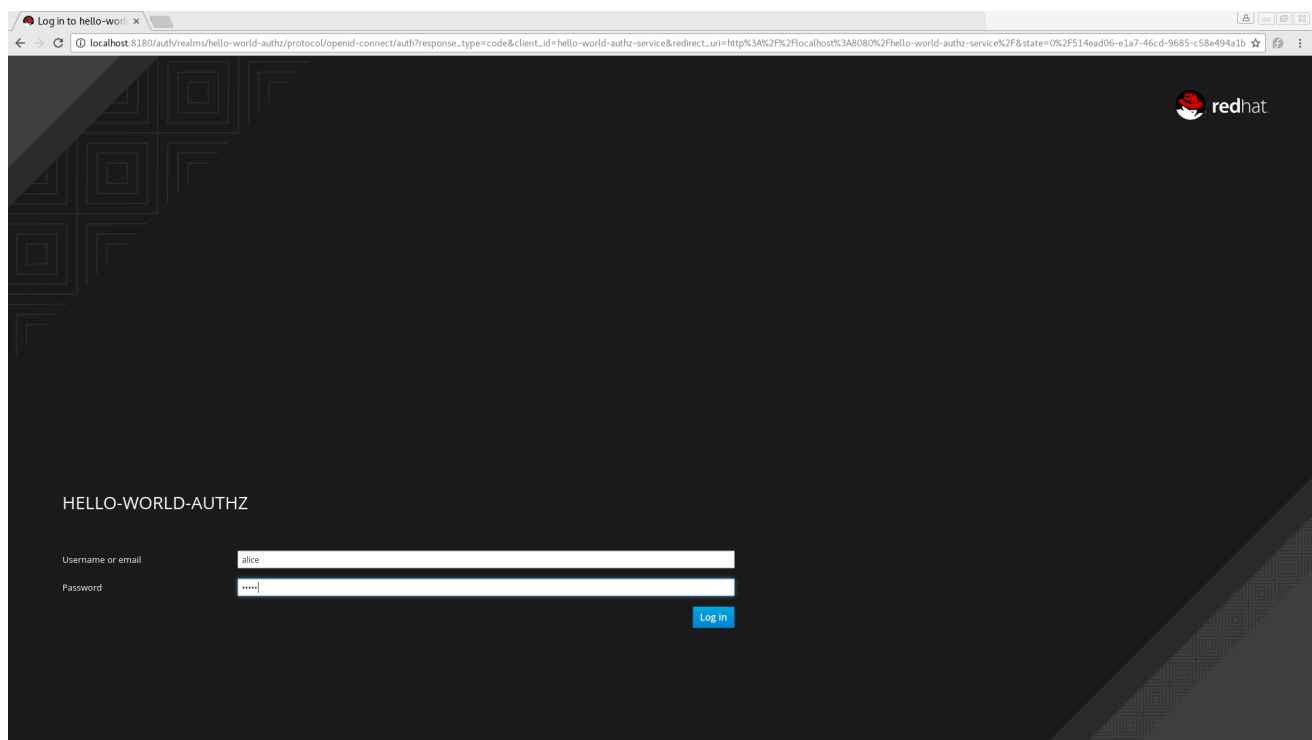 Log in to hello-worl
localhost:8180/auth/realms/hello-world-authz/protocol/openid-connect/auth?response_type=code&client_id=hello-world-authz-service&redirect_uri=http%3A%2F%2Flocalhost%3A8080%2Fhello-world-authz-service%2F&state=0%2F514ead06-e1a7-46cd-9685-c58e494a1b
redhat
HELLO-WORLD-AUTHZ
Username or email alice
Password •••••
Log in